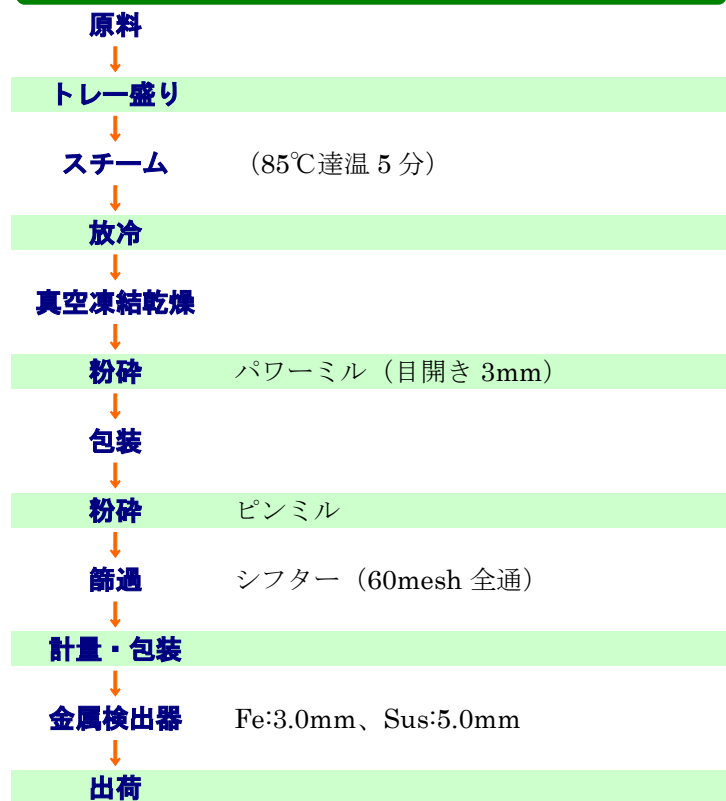 原料
↓
トレー盛り
↓
スチーム （85℃達温 5 分）
↓
放冷
↓
真空凍結乾燥
↓
粉砕 パワーミル（目開き 3mm）
↓
包装
↓
粉砕 ピンミル
↓
篩過 シフター（60mesh 全通）
↓
計量・包装
↓
金属検出器 Fe:3.0mm、Sus:5.0mm
↓
出荷